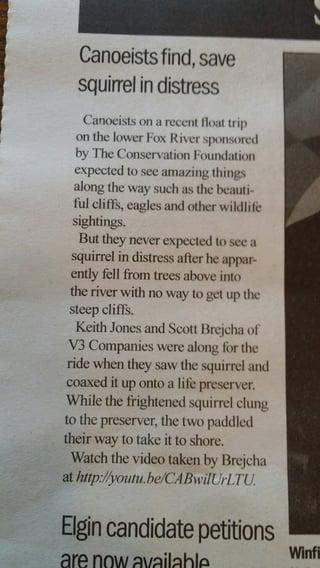 Canoeists find, save
squirrel in distress
Canoeists on a recent float trip
on the lower Fox River sponsored
by The Conservation Foundation
expected to see amazing things
along the way such as the beauti-
ful cliffs, eagles and other wildlife
sightings.
But they never expected to see a
squirrel in distress after he appar-
ently fell from trees above into
the river with no way to get up the
steep cliffs.
Keith Jones and Scott Brejcha of
V3 Companies were along for the
ride when they saw the squirrel and
coaxed it up onto a life preserver.
While the frightened squirrel clung
to the preserver, the two paddled
their way to take it to shore.
Watch the video taken by Brejcha
at http://youtu.be/CABwilUrLTU.
Elgin candidate petitions
are now available
Winfi